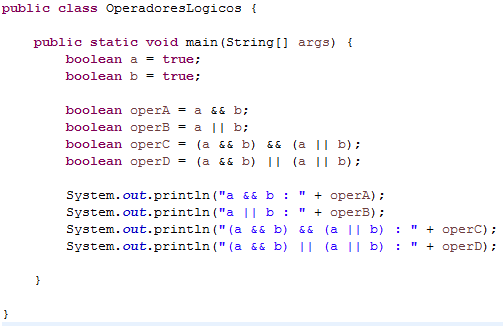 public class OperadoresLogicos {
public static void main(String[] args) {
boolean a = true;
boolean b = true;
boolean operA = a && b;
boolean operB = a || b;
boolean operC = (a && b) && (a || b);
boolean operD = (a && b) || (a || b);
System.out.println("a && b : " + operA);
System.out.println("a || b : " + operB);
System.out.println("(a && b) && (a || b) : " + operC);
System.out.println("(a && b) || (a || b) : " + operD);
}
}